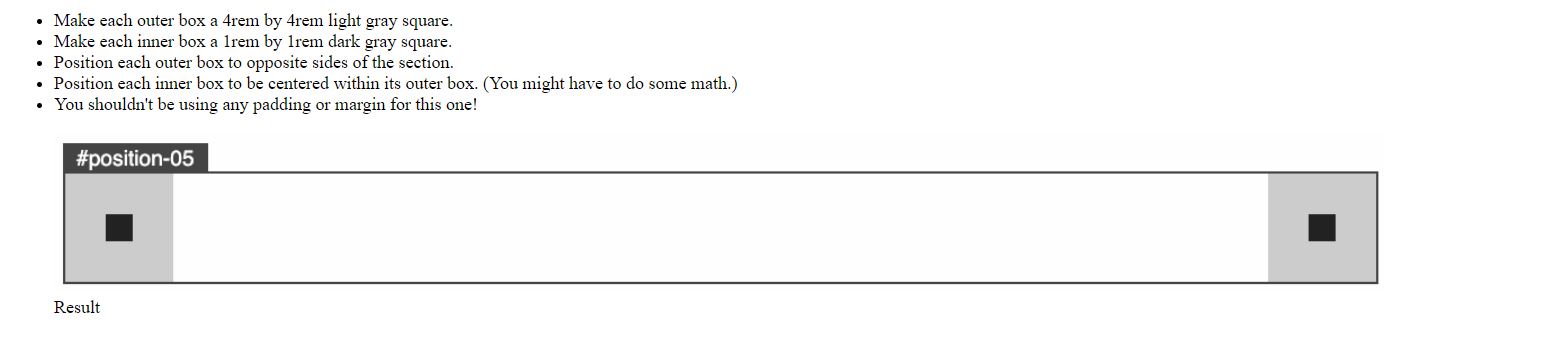 Make each outer box a 4rem by 4rem light gray square.
Make each inner box a 1rem by 1rem dark gray square.
Position each outer box to opposite sides of the section.
Position each inner box to be centered within its outer box. (You might have to do some math.)
You shouldn't be using any padding or margin for this one!
#position-05
Result